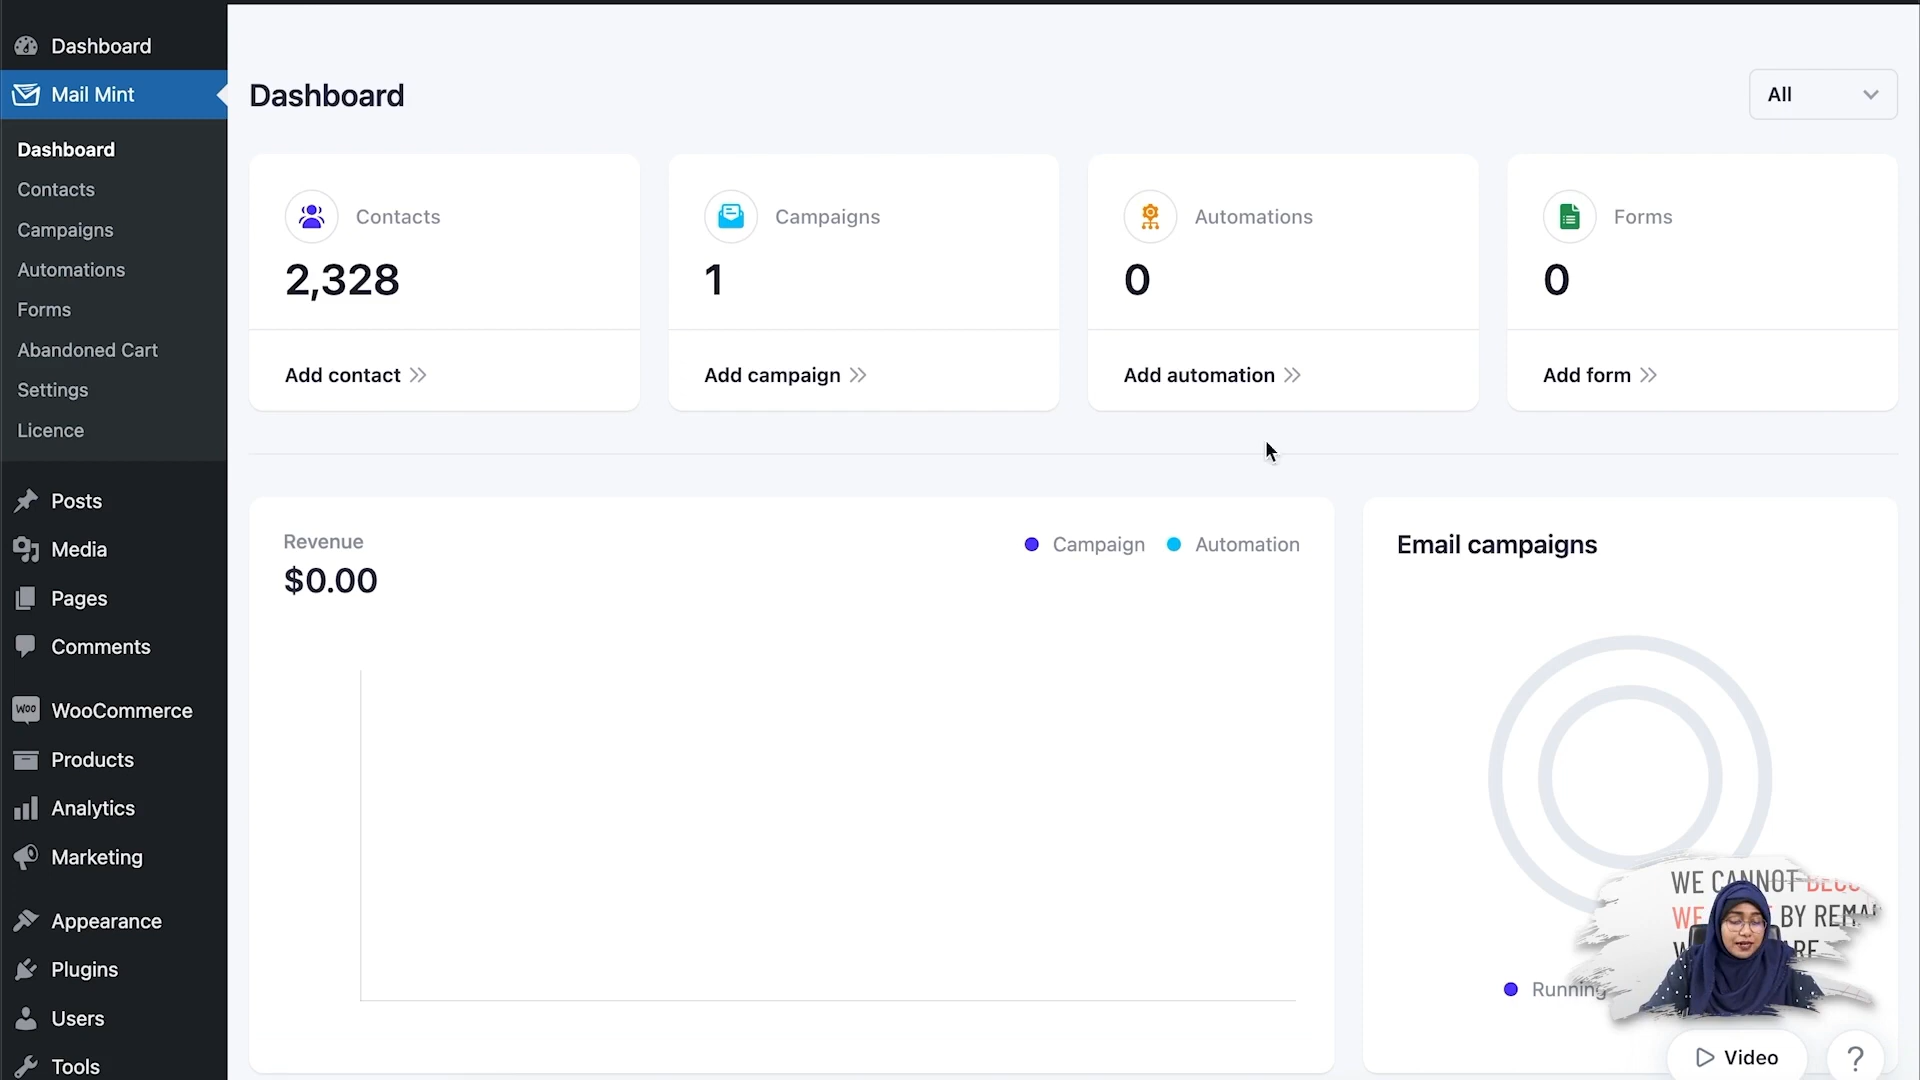 Dashboard
Mail Mint
Dashboard
Contacts
Campaigns
Automations
Forms
Abandoned Cart
Settings
Licence
Posts
Media
Pages
Comments
WOO
WooCommerce
Products
Analytics
Marketing
Appearance
Plugins
Users
Tools
Dashboard
All
Contacts
2,328
Add contact
Campaigns
1
Add campaign
Automations
0
Add automation
Forms
0
Add form
Revenue
$0.00
Campaign
Automation
Email campaigns
Running
WE CANNOT
WE BY
Video
?